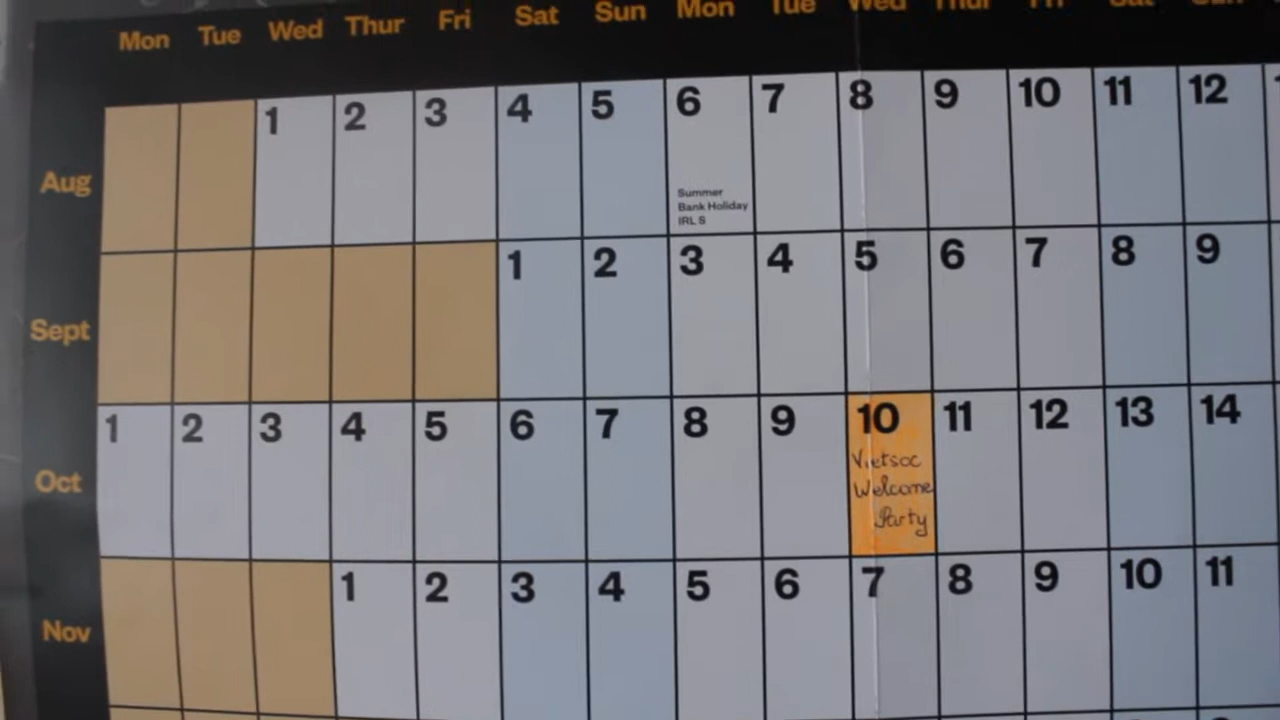 Mon Tue Wed Thur Fri Sat Sun Mon Tue Wed Thur Fri Sat Sun
Aug 1 2 3 4 5 6 7 8 9 10 11 12
Summer
Bank Holiday
IRL S
Sept 1 2 3 4 5 6 7 8 9
Oct 1 2 3 4 5 6 7 8 9 10 11 12 13 14
Vietsoc
Welcome
Party
Nov 1 2 3 4 5 6 7 8 9 10 11